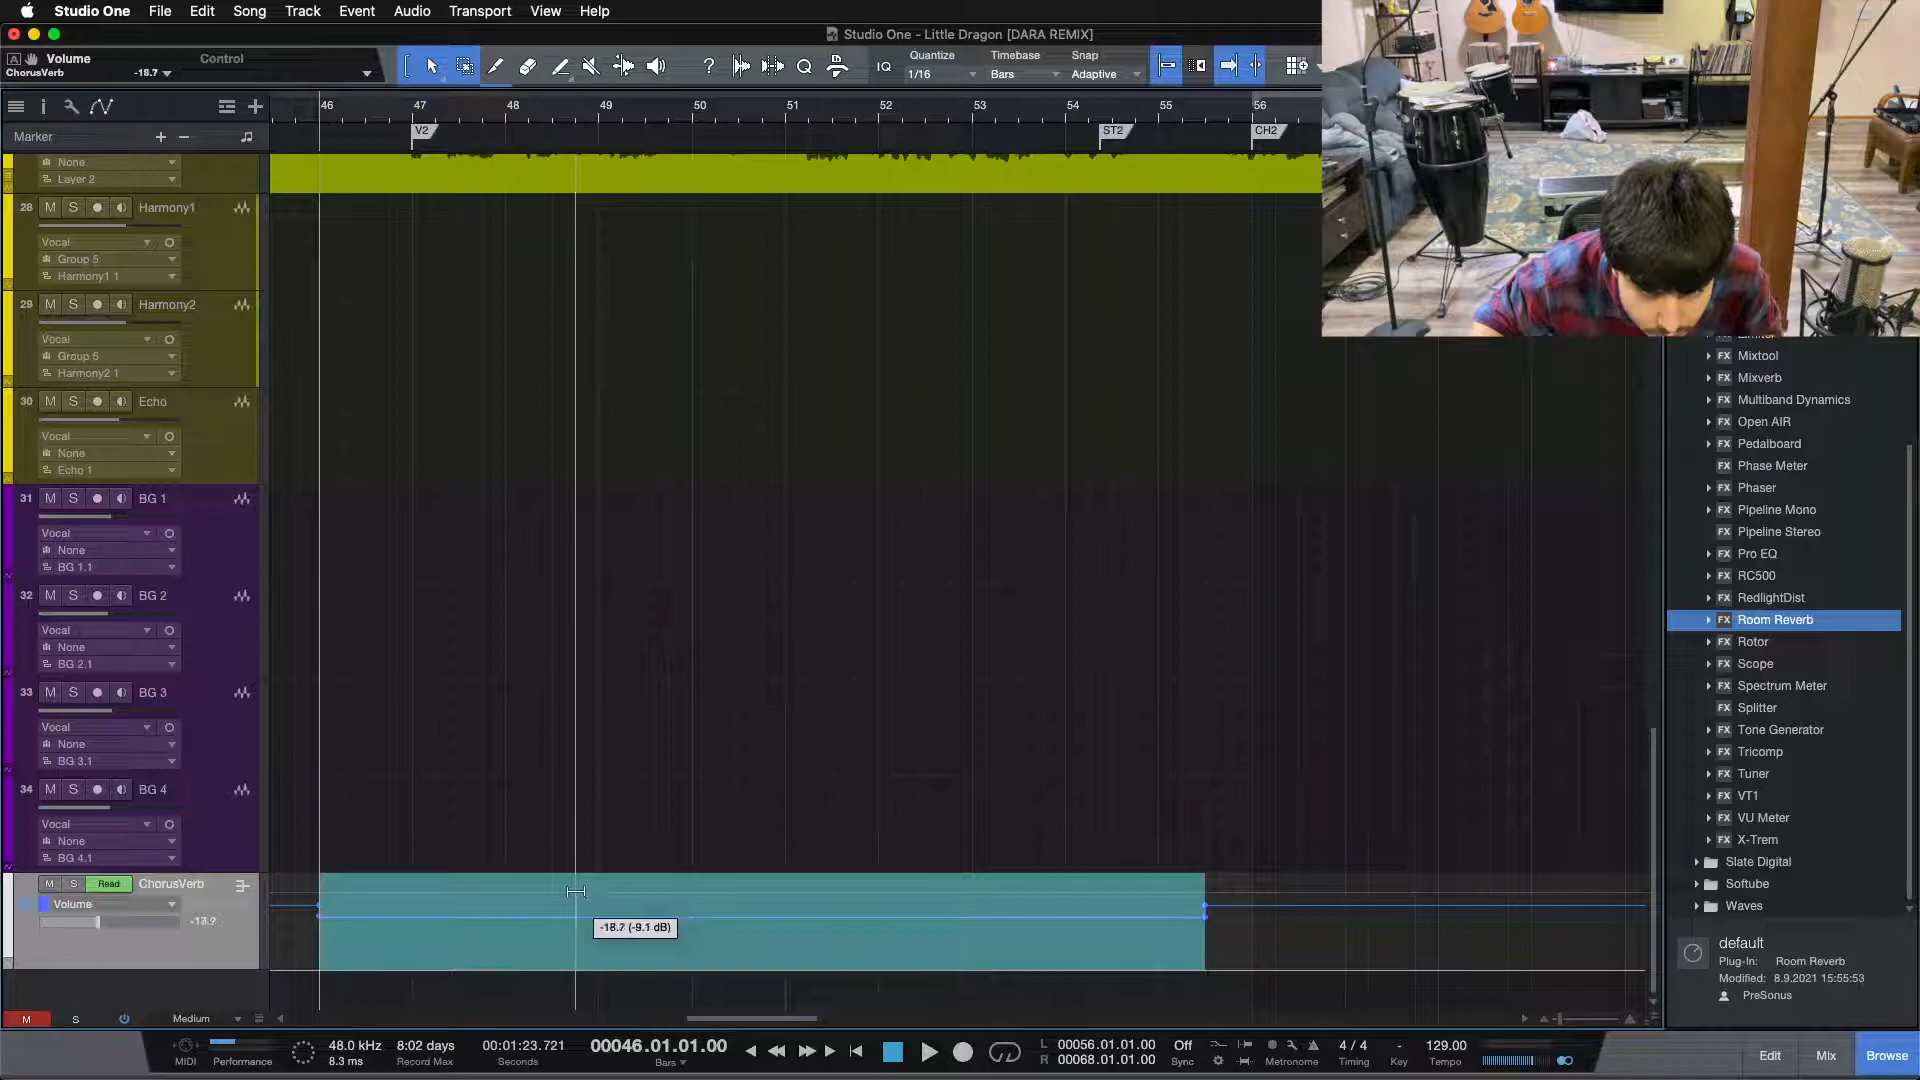 Studio One File Edit Song Track Event Audio Transport View Help
Studio One - Little Dragon [DARA REMIX]
Volume
ChorusVerb -18.7
Control
IQ
Quantize
1/16
Timebase
Bars
Snap
Adaptive
46 47 48 49 50 51 52 53 54 55 56
Marker
V2 ST2 CH2
None
Layer 2
28 M S Harmony1
Vocal
Group 5
Harmony1 1
29 M S Harmony2
Vocal
Group 5
Harmony2 1
30 M S Echo
Vocal
None
Echo 1
31 M S BG 1
Vocal
None
BG 1.1
32 M S BG 2
Vocal
None
BG 2.1
33 M S BG 3
Vocal
None
BG 3.1
34 M S BG 4
Vocal
None
BG 4.1
M S Read ChorusVerb
Volume
-18.7 (-9.1 dB)
M S Medium
Mixtool
Mixverb
Multiband Dynamics
Open AIR
Pedalboard
Phase Meter
Phaser
Pipeline Mono
Pipeline Stereo
Pro EQ
RC500
RedlightDist
Room Reverb
Rotor
Scope
Spectrum Meter
Splitter
Tone Generator
Tricomp
Tuner
VT1
VU Meter
X-Trem
Slate Digital
Softube
Waves
default
Plug-In: Room Reverb
Modified: 8.9.2021 15:55:53
PreSonus
MIDI
Performance
48.0 kHz
8.3 ms
8:02 days
Record Max
00:01:23.721
Seconds
00046.01.01.00
Bars
L 00056.01.01.00
R 00068.01.01.00
Off
Sync
Metronome
4 / 4
Timing
-
Key
129.00
Tempo
Edit Mix Browse